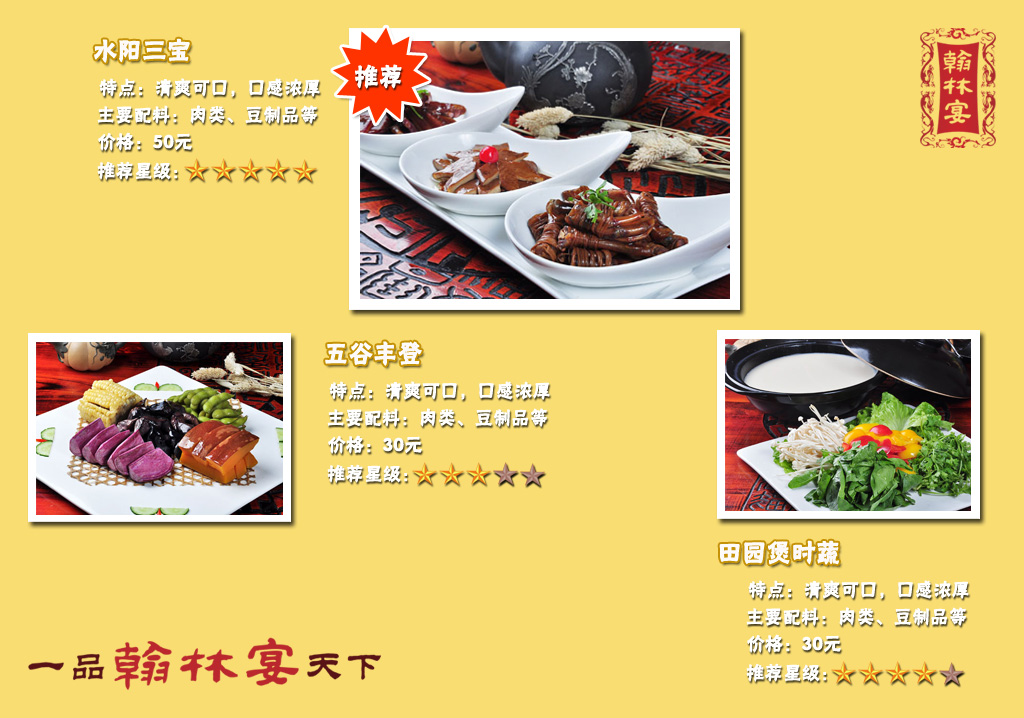 水阳三宝
特点：清爽可口，口感浓厚
主要配料：肉类、豆制品等
价格：50元
推荐星级：
推荐
翰林宴
五谷丰登
特点：清爽可口，口感浓厚
主要配料：肉类、豆制品等
价格：30元
推荐星级：
田园煲时蔬
特点：清爽可口，口感浓厚
主要配料：肉类、豆制品等
价格：30元
推荐星级：
一品翰林宴天下